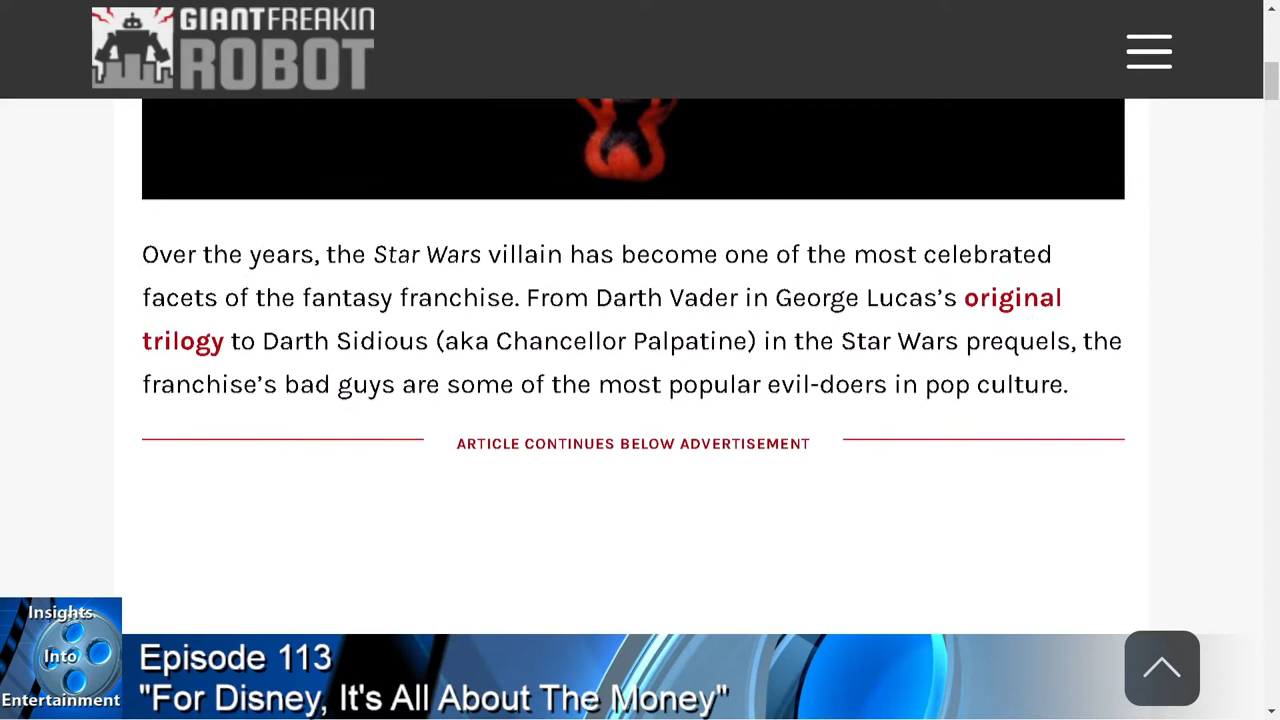 GIANTFREAKIN
ROBOT
Over the years, the Star Wars villain has become one of the most celebrated
facets of the fantasy franchise. From Darth Vader in George Lucas’s original
trilogy to Darth Sidious (aka Chancellor Palpatine) in the Star Wars prequels, the
franchise’s bad guys are some of the most popular evil-doers in pop culture.
ARTICLE CONTINUES BELOW ADVERTISEMENT
Insights
Into
Entertainment
Episode 113
"For Disney, It's All About The Money"